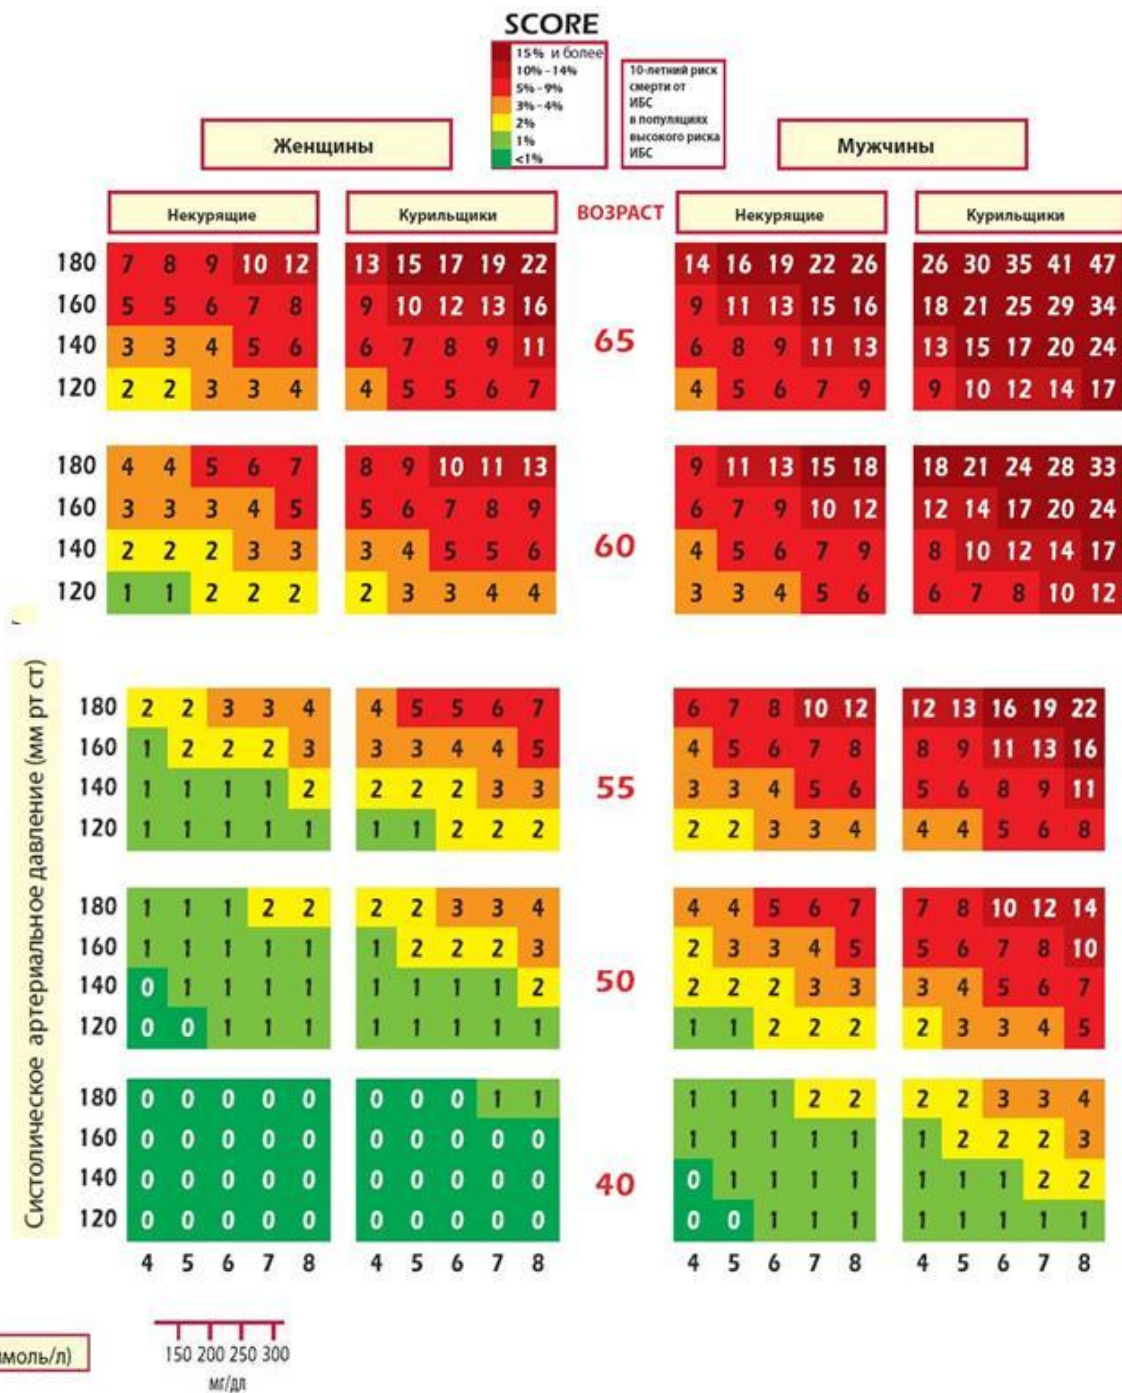 SCORE
15% и более
10% - 14%
5% - 9%
3% - 4%
2%
1%
<1%
10-летний риск
смерти от
ИБС
в популяциях
высокого риска
ИБС
Женщины
Мужчины
Некурящие
Курильщики
ВОЗРАСТ
Некурящие
Курильщики
180 7 8 9 10 12 13 15 17 19 22 14 16 19 22 26 26 30 35 41 47
160 5 5 6 7 8 9 10 12 13 16 9 11 13 15 16 18 21 25 29 34
65
140 3 3 4 5 6 6 7 8 9 11 6 8 9 11 13 13 15 17 20 24
120 2 2 3 3 4 4 5 5 6 7 4 5 6 7 9 9 10 12 14 17
180 4 4 5 6 7 8 9 10 11 13 9 11 13 15 18 18 21 24 28 33
160 3 3 3 4 5 5 6 7 8 9 6 7 9 10 12 12 14 17 20 24
60
140 2 2 2 3 3 3 4 5 5 6 4 5 6 7 9 8 10 12 14 17
120 1 1 2 2 2 2 3 3 4 4 3 3 4 5 6 6 7 8 10 12
Систолическое артериальное давление (мм рт ст)
180 2 2 3 3 4 4 5 5 6 7 6 7 8 10 12 12 13 16 19 22
160 1 2 2 2 3 3 3 4 4 5 4 5 6 7 8 8 9 11 13 16
55
140 1 1 1 1 2 2 2 2 3 3 3 3 4 5 6 5 6 8 9 11
120 1 1 1 1 1 1 1 2 2 2 2 2 3 3 4 4 4 5 6 8
180 1 1 1 2 2 2 2 3 3 4 4 4 5 6 7 7 8 10 12 14
160 1 1 1 1 1 1 2 2 2 3 2 3 3 4 5 5 6 7 8 10
50
140 0 1 1 1 1 1 1 1 1 2 2 2 2 3 3 3 4 5 6 7
120 0 0 1 1 1 1 1 1 1 1 1 1 2 2 2 2 3 3 4 5
180 0 0 0 0 0 0 0 0 1 1 1 1 1 2 2 2 2 3 3 4
160 0 0 0 0 0 0 0 0 0 0 1 1 1 1 1 1 2 2 2 3
40
140 0 0 0 0 0 0 0 0 0 0 0 1 1 1 1 1 1 1 2 2
120 0 0 0 0 0 0 0 0 0 0 0 0 1 1 1 1 1 1 1 1
4 5 6 7 8 4 5 6 7 8 4 5 6 7 8 4 5 6 7 8
моль/л)
150 200 250 300
мг/дл